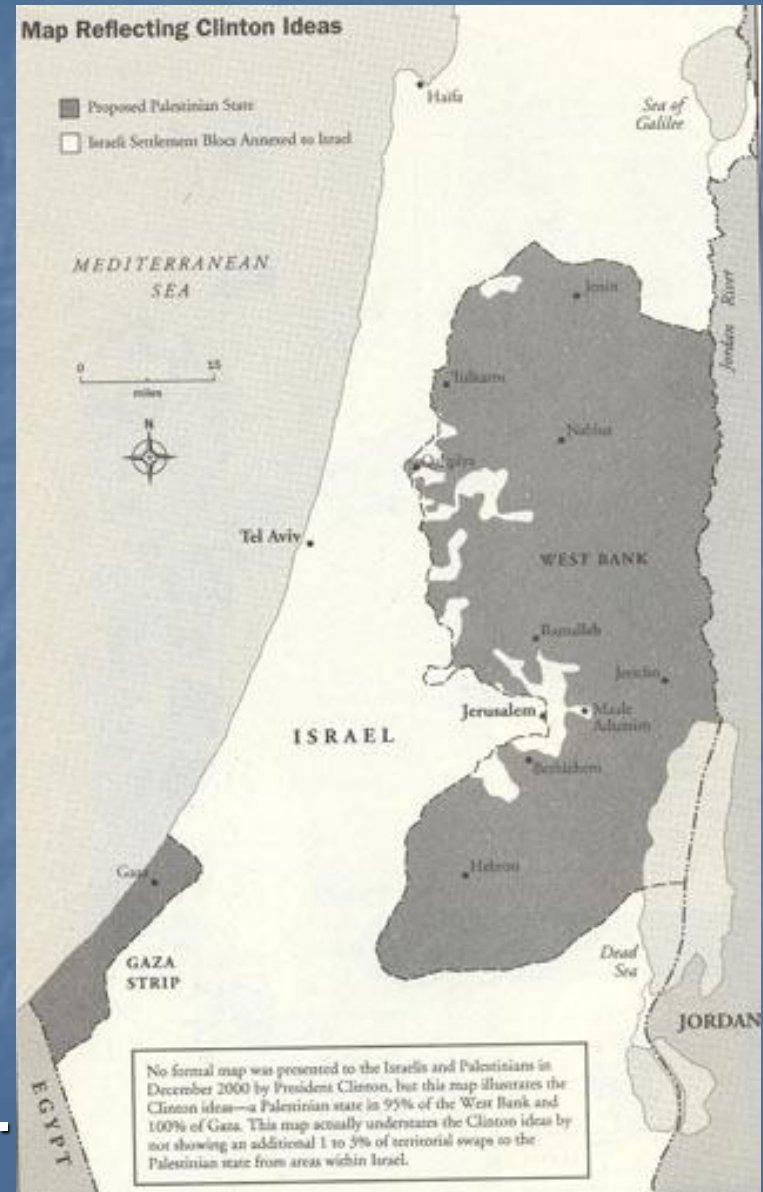 Map Reflecting Clinton Ideas
Proposed Palestinian State
Israeli Settlement Blocs Annexed to Israel
Haifa
Sea of
Galilee
MEDITERRANEAN
SEA
Jenin
Jordan River
0 15
miles
Tulkarm
N
Nablus
Qalqilya
Tel Aviv
WEST BANK
Ramallah
Jericho
Jerusalem
Maale
Adumim
ISRAEL
Bethlehem
Gaza
Hebron
GAZA
STRIP
Dead
Sea
JORDAN
EGYPT
No formal map was presented to the Israelis and Palestinians in
December 2000 by President Clinton, but this map illustrates the
Clinton ideas—a Palestinian state in 95% of the West Bank and
100% of Gaza. This map actually understates the Clinton ideas by
not showing an additional 1 to 3% of territorial swaps to the
Palestinian state from areas within Israel.